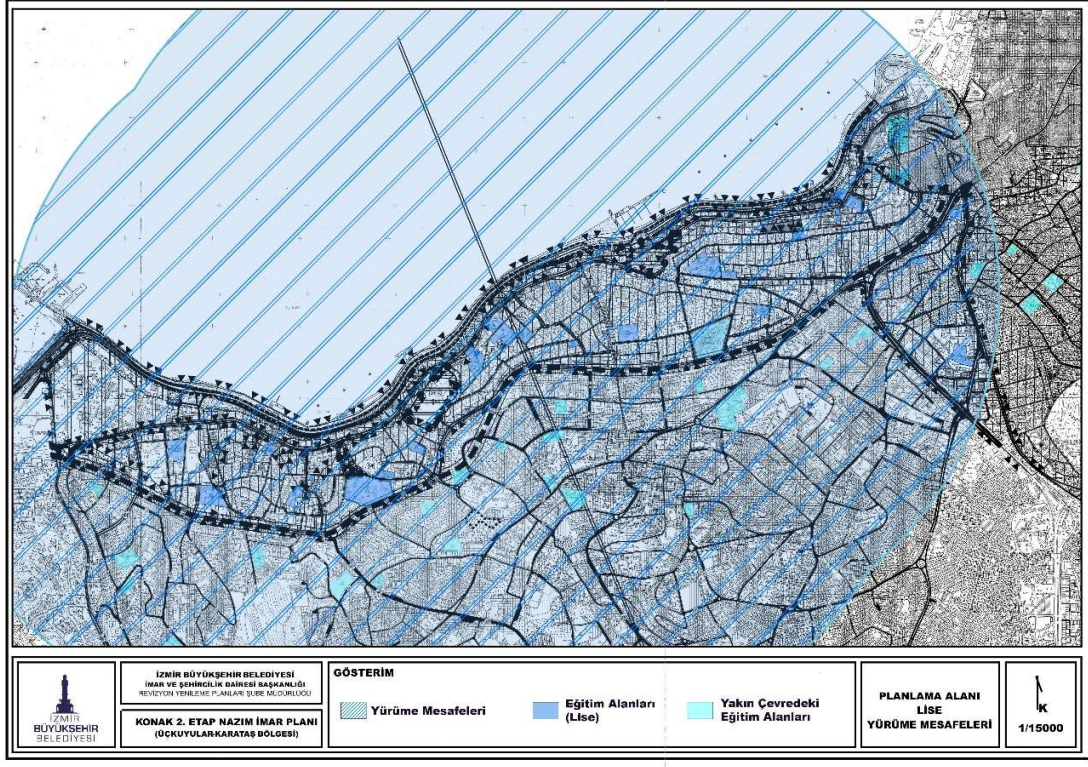 İZMİR
BÜYÜKŞEHİR
BELEDİYESİ
İZMİR BÜYÜKŞEHİR BELEDİYESİ
İMAR VE ŞEHİRCİLİK DAİRESİ BAŞKANLIĞI
REVİZYON YENİLEME PLANLARI ŞUBE MÜDÜRLÜĞÜ
KONAK 2. ETAP NAZIM İMAR PLANI
(ÜÇKUYULAR-KARATAŞ BÖLGESİ)
GÖSTERİM
Yürüme Mesafeleri
Eğitim Alanları
(Lise)
Yakın Çevredeki
Eğitim Alanları
PLANLAMA ALANI
LİSE
YÜRÜME MESAFELERİ
K
1/15000